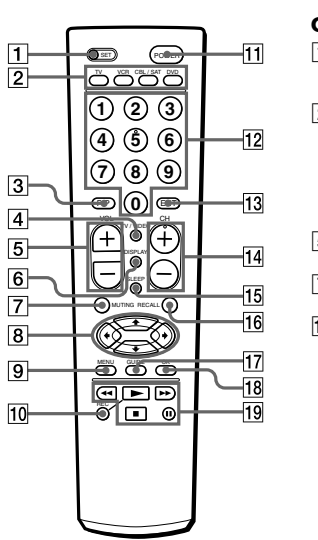 1 SET POWER 11
2 TV VCR CBL / SAT DVD
1 2 3
4 5 6 12
7 8 9
3 0 13
4 VOL TV / VIDEO CH
5 + + 14
DISPLAY
− −
6 SLEEP 15
7 MUTING RECALL 16
8
17
9 MENU GUIDE 18
10 REC 19